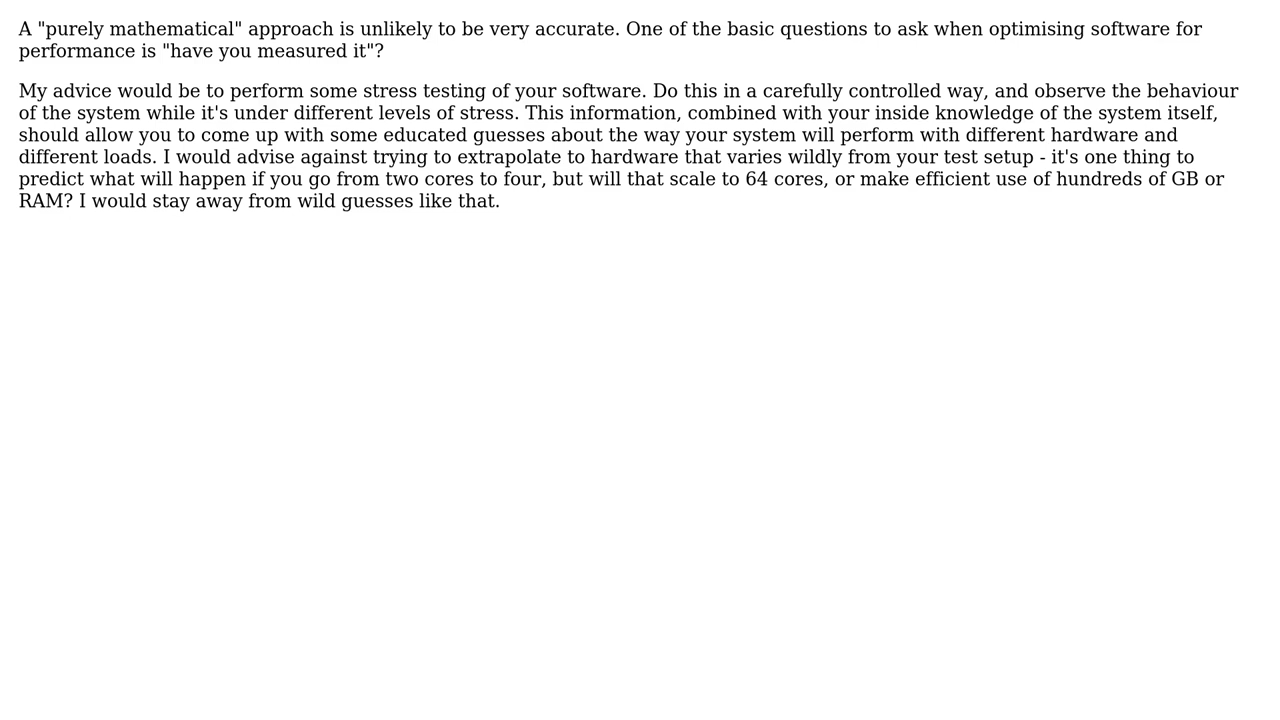 A "purely mathematical" approach is unlikely to be very accurate. One of the basic questions to ask when optimising software for
performance is "have you measured it"?
My advice would be to perform some stress testing of your software. Do this in a carefully controlled way, and observe the behaviour
of the system while it's under different levels of stress. This information, combined with your inside knowledge of the system itself,
should allow you to come up with some educated guesses about the way your system will perform with different hardware and
different loads. I would advise against trying to extrapolate to hardware that varies wildly from your test setup - it's one thing to
predict what will happen if you go from two cores to four, but will that scale to 64 cores, or make efficient use of hundreds of GB or
RAM? I would stay away from wild guesses like that.